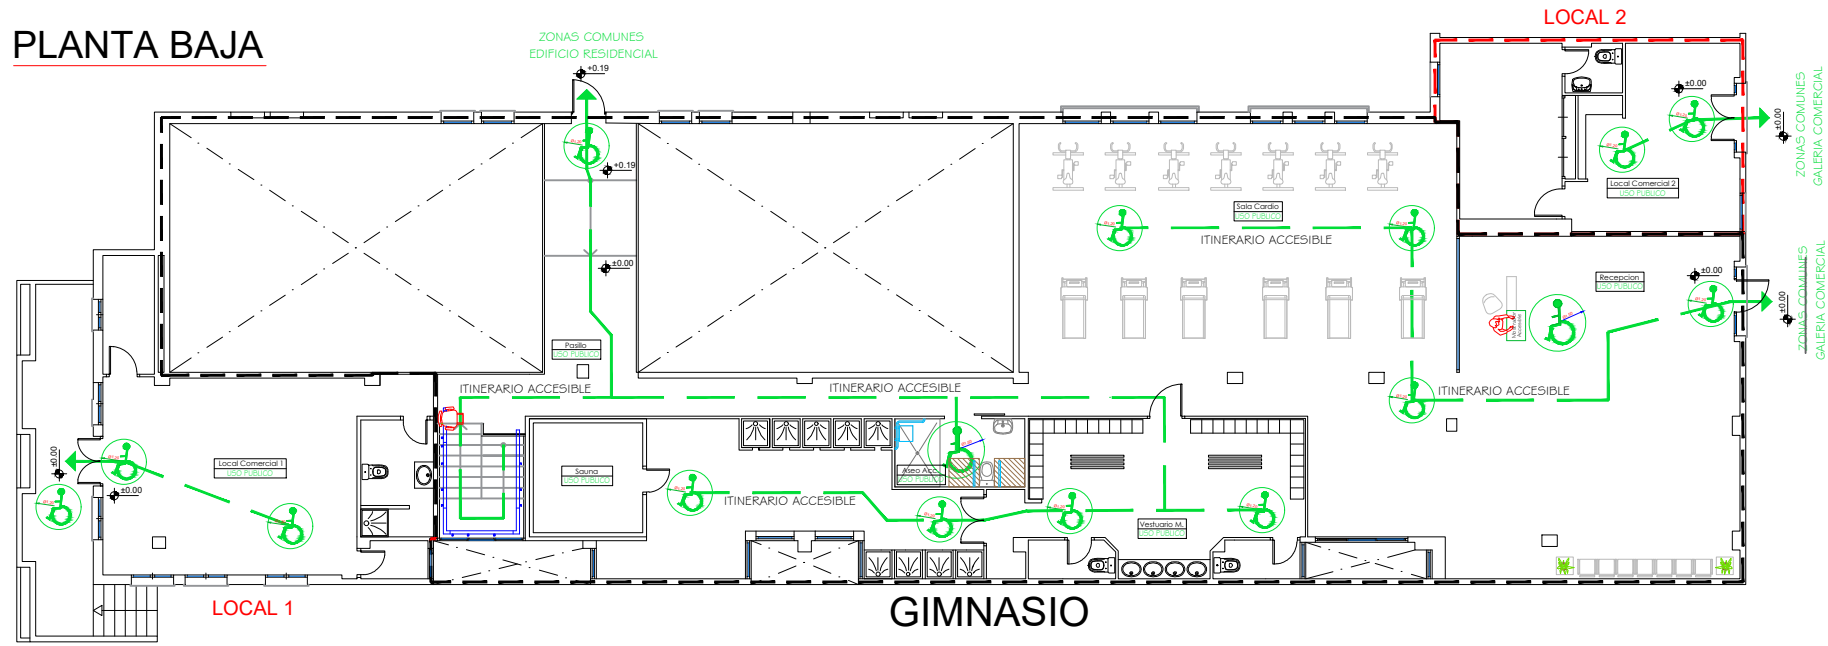 PLANTA BAJA
LOCAL 2
ZONAS COMUNES
EDIFICIO RESIDENCIAL
+0.19
±0.00
ZONAS COMUNES
GALERIA COMERCIAL
±0.00
+0.19
Local Comercial 2
USO PUBLICO
Sala Cardio
USO PUBLICO
ITINERARIO ACCESIBLE
±0.00
Recepcion
USO PUBLICO
±0.00
ZONAS COMUNES
GALERIA COMERCIAL
±0.00
Pasillo
USO PUBLICO
ITINERARIO ACCESIBLE
ITINERARIO ACCESIBLE
ITINERARIO ACCESIBLE
±0.00
Local Comercial 1
USO PUBLICO
±0.00
Sauna
USO PUBLICO
Aseo Acc.
USO PUBLICO
ITINERARIO ACCESIBLE
Vestuario M.
USO PUBLICO
LOCAL 1
GIMNASIO